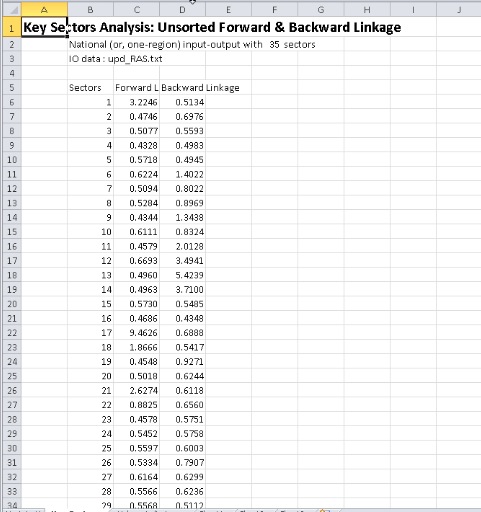 A B C D E F G H I J
1 Key Sectors Analysis: Unsorted Forward & Backward Linkage
2 National (or, one-region) input-output with 35 sectors
3 IO data : upd_RAS.txt
4
5 Sectors Forward L Backward Linkage
6 1 3.2246 0.5134
7 2 0.4746 0.6976
8 3 0.5077 0.5593
9 4 0.4328 0.4983
10 5 0.5718 0.4945
11 6 0.6224 1.4022
12 7 0.5094 0.8022
13 8 0.5284 0.8969
14 9 0.4344 1.3438
15 10 0.6111 0.8324
16 11 0.4579 2.0128
17 12 0.6693 3.4941
18 13 0.4960 5.4239
19 14 0.4963 3.7100
20 15 0.5730 0.5485
21 16 0.4686 0.4348
22 17 9.4626 0.6888
23 18 1.8666 0.5417
24 19 0.4548 0.9271
25 20 0.5018 0.6244
26 21 2.6274 0.6118
27 22 0.8825 0.6560
28 23 0.4578 0.5751
29 24 0.5452 0.5758
30 25 0.5597 0.6003
31 26 0.5334 0.7907
32 27 0.6164 0.6299
33 28 0.5566 0.6236
34 29 0.5568 0.5112